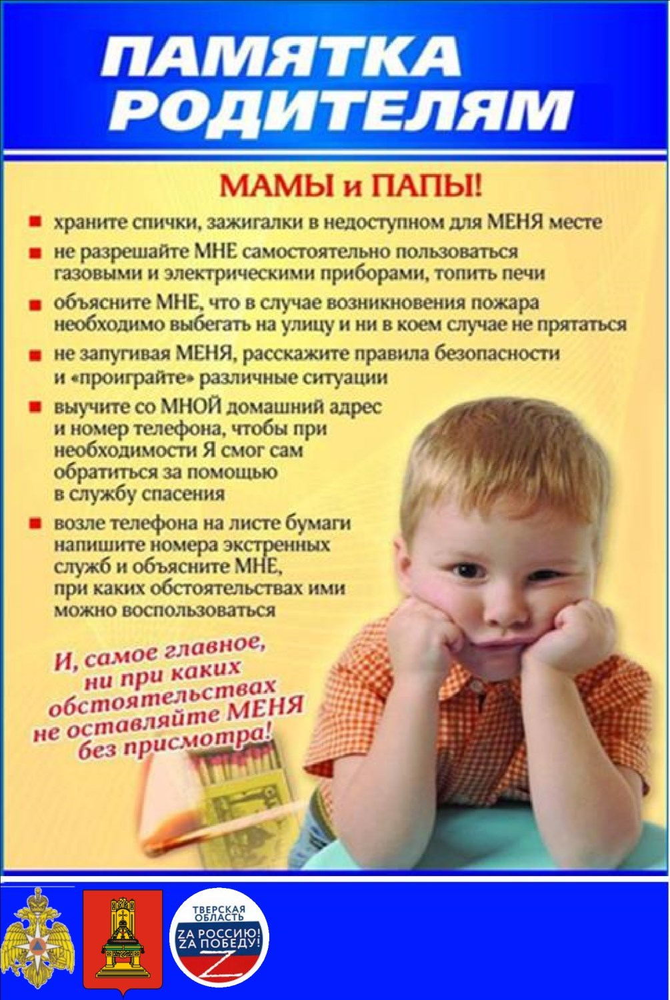 ПАМЯТКА
РОДИТЕЛЯМ
МАМЫ и ПАПЫ!
храните спички, зажигалки в недоступном для МЕНЯ месте
не разрешайте МНЕ самостоятельно пользоваться
газовыми и электрическими приборами, топить печи
объясните МНЕ, что в случае возникновения пожара
необходимо выбегать на улицу и ни в коем случае не прятаться
не запугивая МЕНЯ, расскажите правила безопасности
и «проиграйте» различные ситуации
выучите со МНОЙ домашний адрес
и номер телефона, чтобы при
необходимости Я смог сам
обратиться за помощью
в службу спасения
возле телефона на листе бумаги
напишите номера экстренных
служб и объясните МНЕ,
при каких обстоятельствах ими
можно воспользоваться
И, самое главное,
ни при каких
обстоятельствах
не оставляйте МЕНЯ
без присмотра!
ТВЕРСКАЯ
ОБЛАСТЬ
ZА РОССИЮ!
ZА ПОБЕДУ!
Z